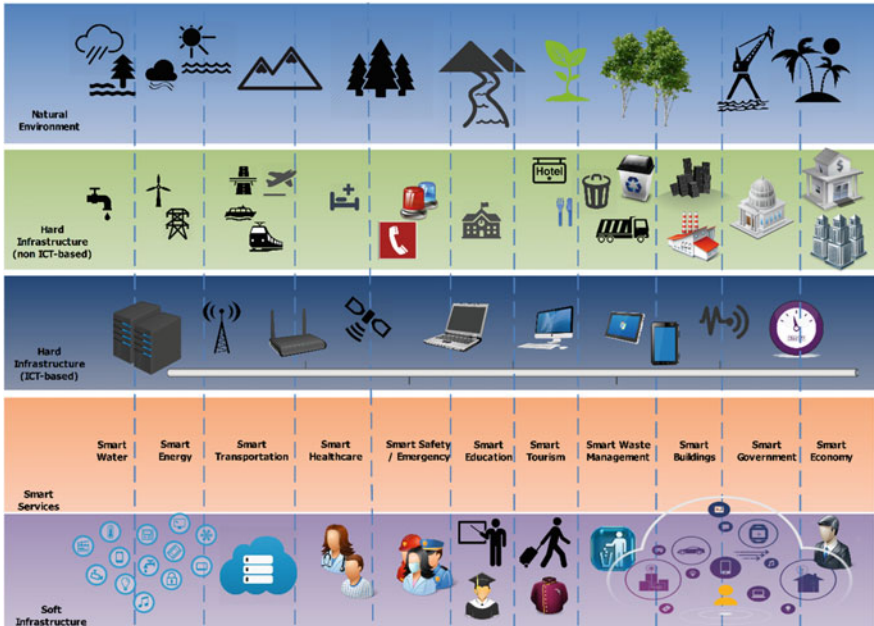 Natural
Environment
Hotel
Hard
Infrastructure
(non ICT-based)
$
Hard
Infrastructure
(ICT-based)
Smart
Water
Smart
Energy
Smart
Transportation
Smart
Healthcare
Smart Safety
/ Emergency
Smart
Education
Smart
Tourism
Smart Waste
Management
Smart
Buildings
Smart
Government
Smart
Economy
Smart
Services
Soft
Infrastructure